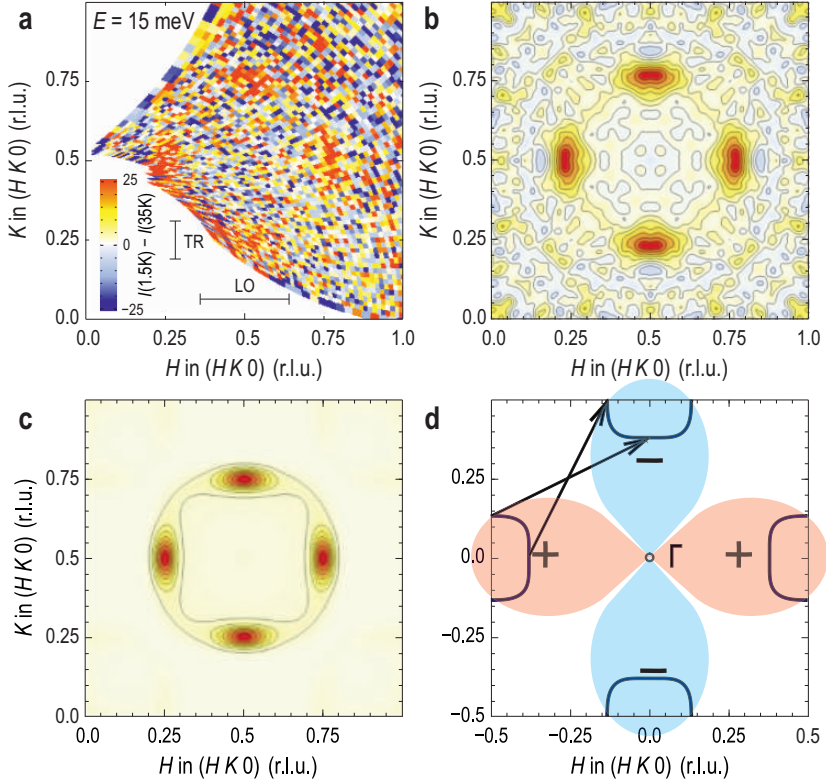 a
E = 15 meV
K in (H K 0) (r.l.u.)
0.75
0.5
0.25
0.0
25
0
−25
I(1.5K) − I(35K)
TR
LO
0.0 0.25 0.5 0.75 1.0
H in (H K 0) (r.l.u.)
b
K in (H K 0) (r.l.u.)
0.75
0.5
0.25
0.0
0.0 0.25 0.5 0.75 1.0
H in (H K 0) (r.l.u.)
c
K in (H K 0) (r.l.u.)
0.75
0.5
0.25
0.0
0.0 0.25 0.5 0.75
H in (H K 0) (r.l.u.)
d
K in (H K 0) (r.l.u.)
0.25
0.0
−0.25
−0.5
−
+ Γ +
−
−0.5 −0.25 0.0 0.25 0.5
H in (H K 0) (r.l.u.)